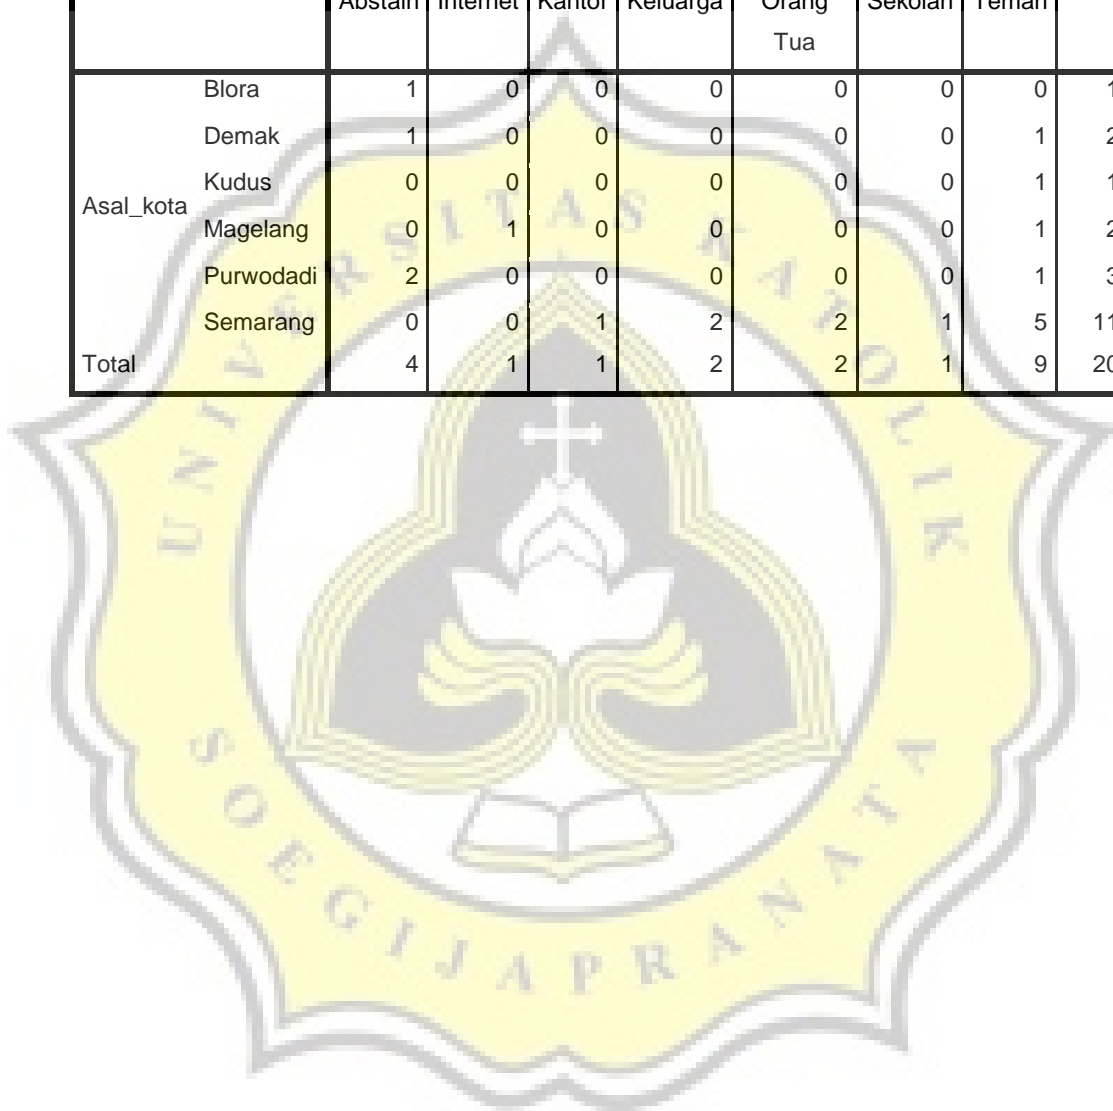 Abstain Internet Kantor Keluarga Orang Tua Sekolah Teman
Blora 1 0 0 0 0 0 0 1
Demak 1 0 0 0 0 0 1 2
Kudus 0 0 0 0 0 0 1 1
Asal_kota
Magelang 0 1 0 0 0 0 1 2
Purwodadi 2 0 0 0 0 0 1 3
Semarang 0 0 1 2 2 1 5 11
Total 4 1 1 2 2 1 9 20
UNIVERSITAS KATOLIK
SOEGIJAPRANATA